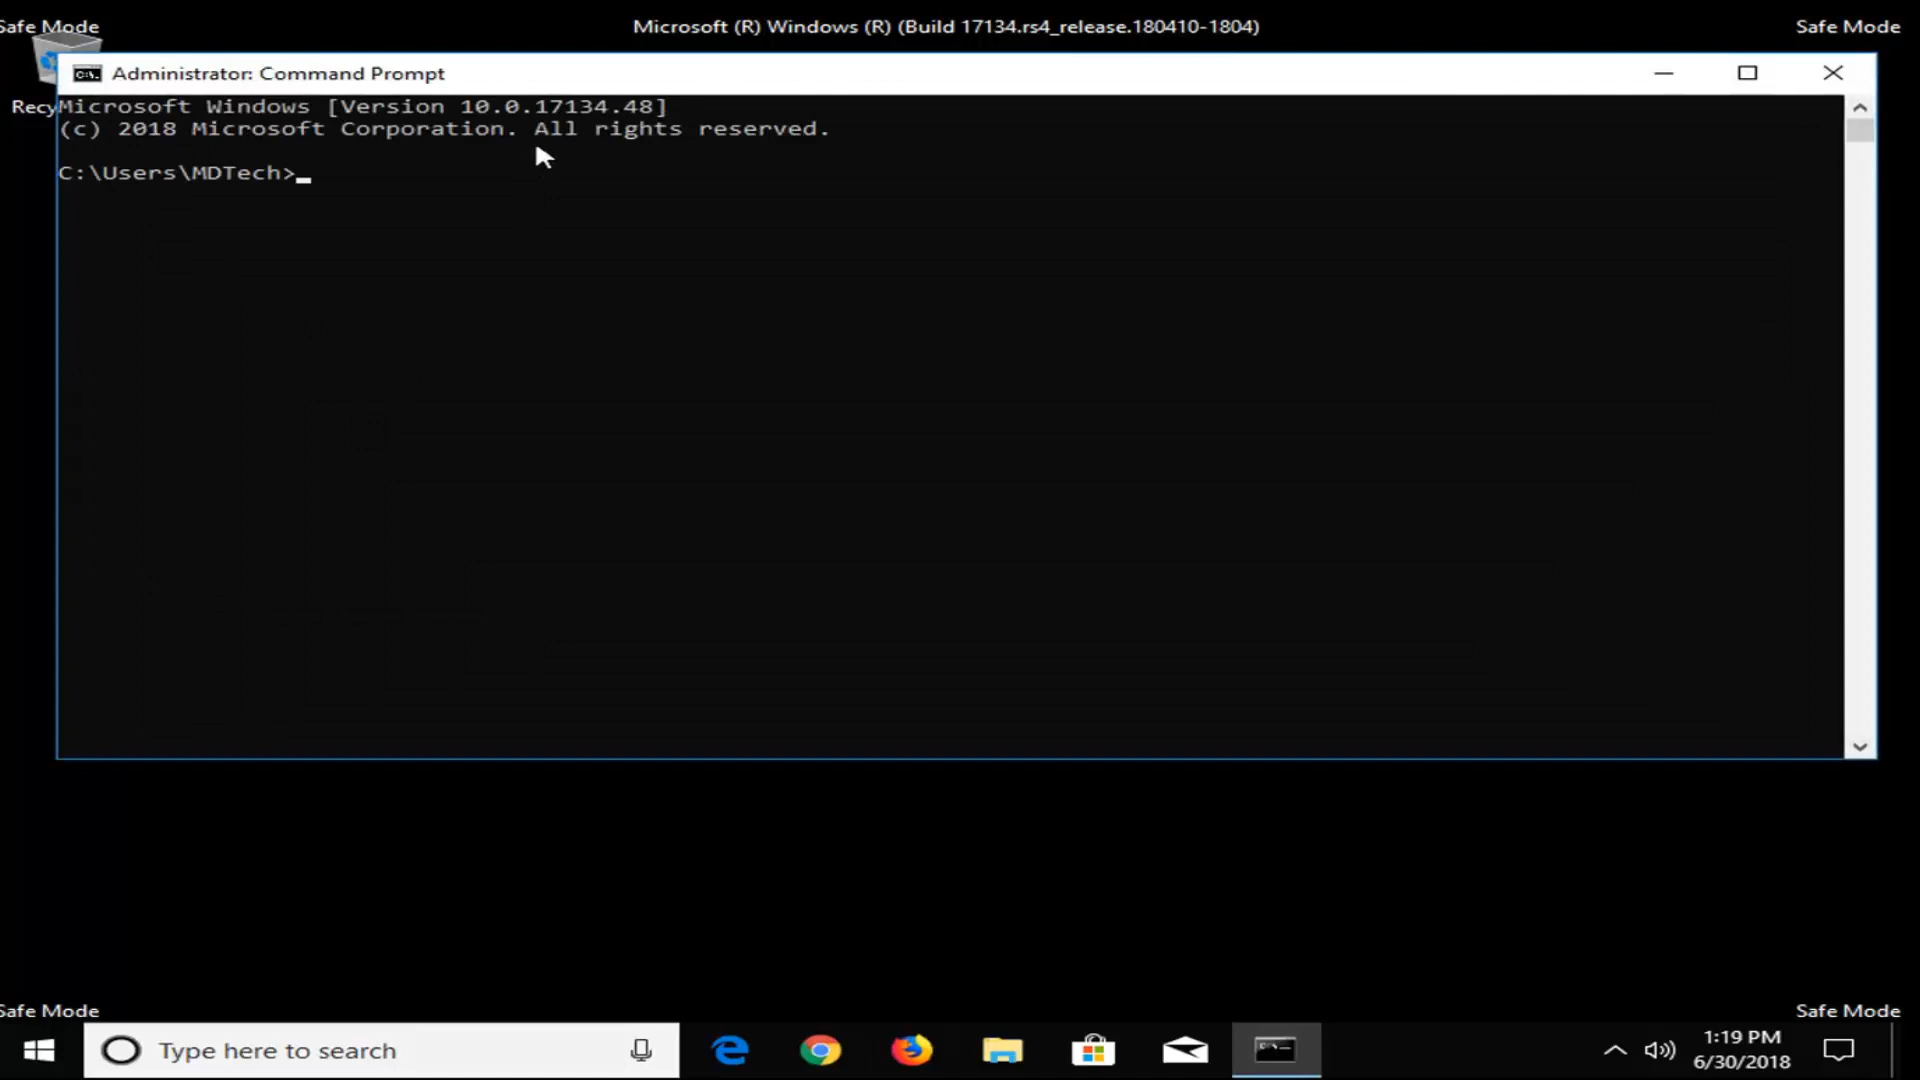 Safe Mode
Microsoft (R) Windows (R) (Build 17134.rs4_release.180410-1804)
Safe Mode
Administrator: Command Prompt
Recy
Microsoft Windows [Version 10.0.17134.48]
(c) 2018 Microsoft Corporation. All rights reserved.
C:\Users\MDTech>
Safe Mode
Safe Mode
Type here to search
1:19 PM
6/30/2018